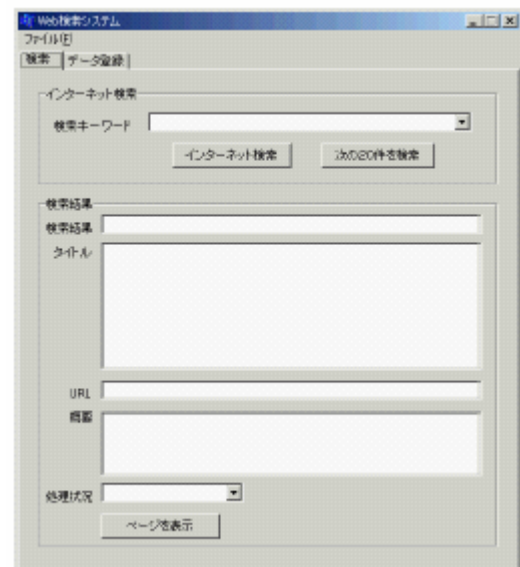 Web検索システム
ファイル(F)
検索 データ登録
インターネット検索
検索キーワード
インターネット検索 次の20件を検索
検索結果
検索結果
タイトル
URL
概要
処理状況
ページを表示